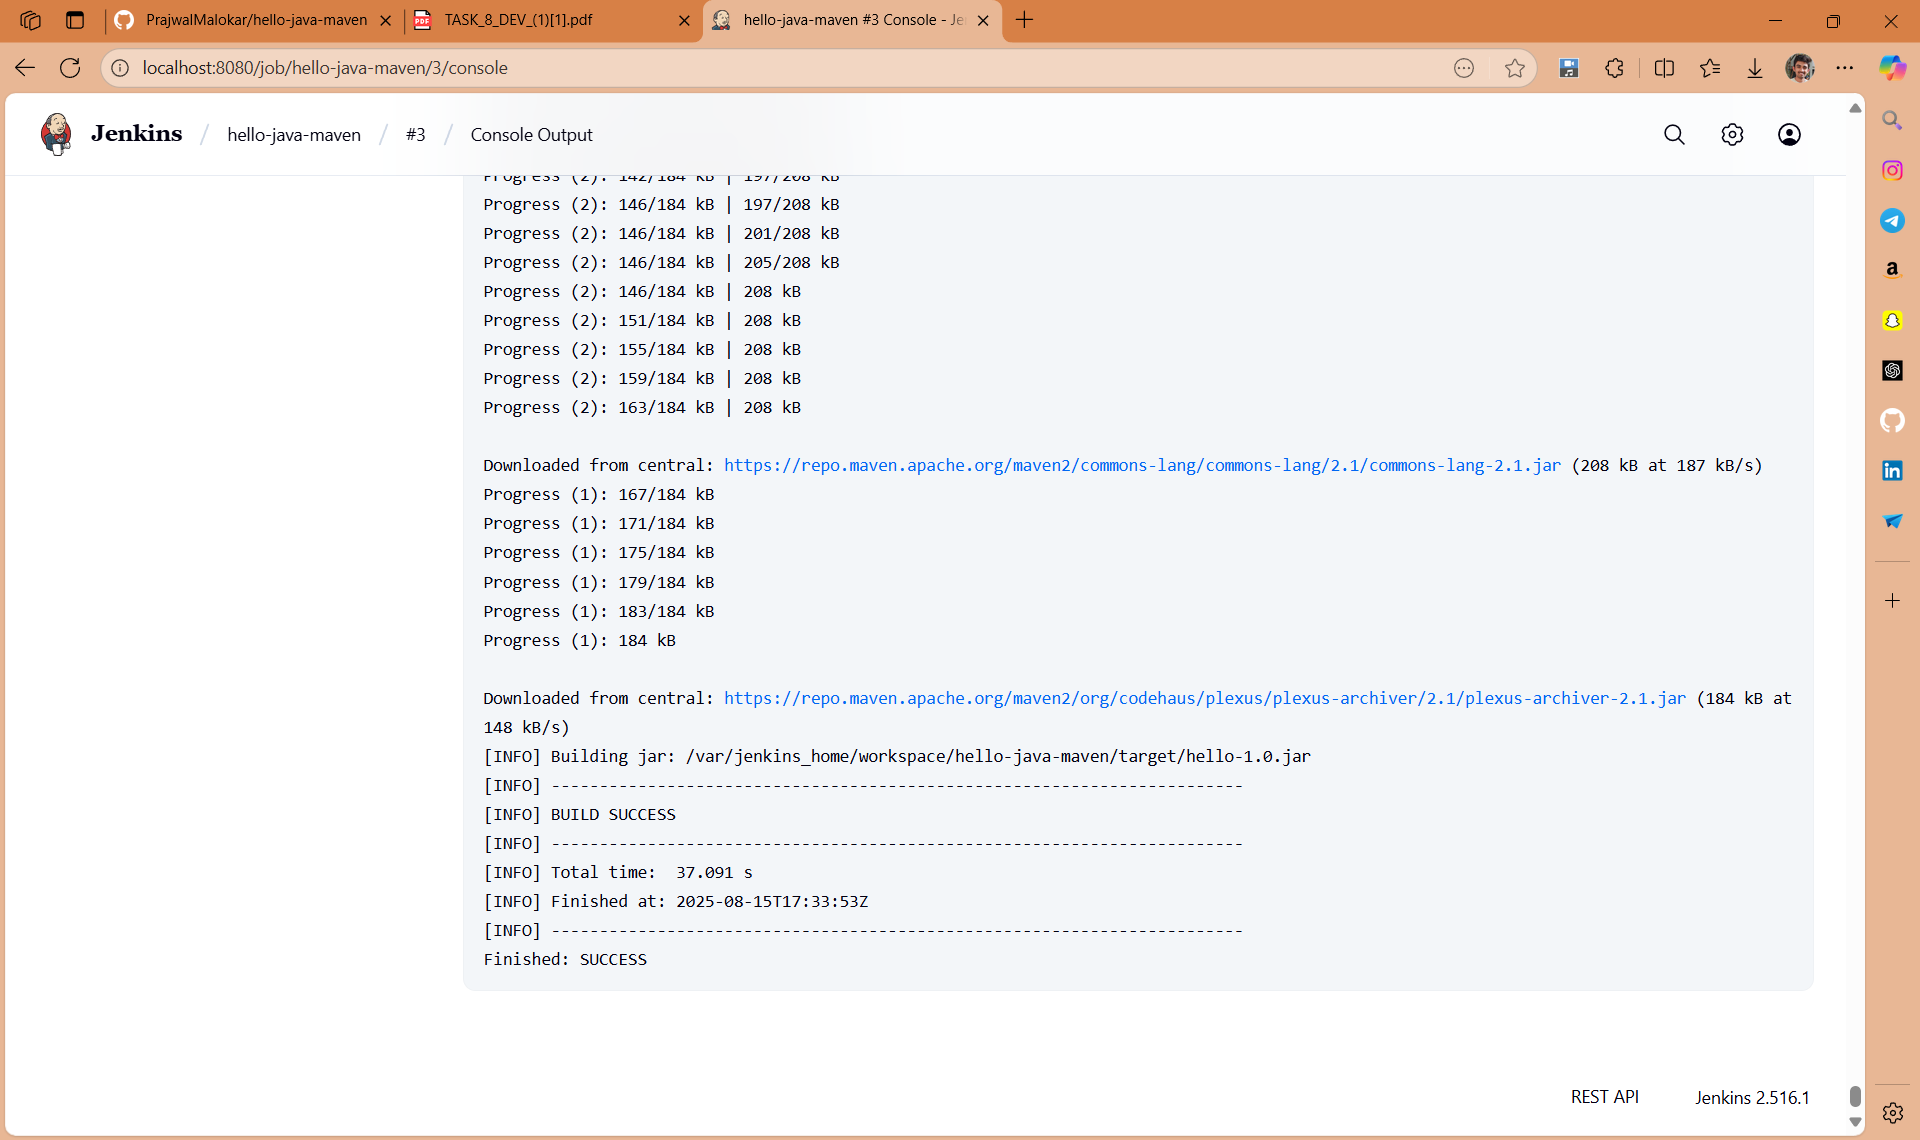 PrajwalMalokar/hello-java-maven
TASK_8_DEV_(1)[1].pdf
hello-java-maven #3 Console - Je
localhost:8080/job/hello-java-maven/3/console
Jenkins / hello-java-maven / #3 / Console Output
Progress (2): 142/184 kB | 197/208 kB
Progress (2): 146/184 kB | 197/208 kB
Progress (2): 146/184 kB | 201/208 kB
Progress (2): 146/184 kB | 205/208 kB
Progress (2): 146/184 kB | 208 kB
Progress (2): 151/184 kB | 208 kB
Progress (2): 155/184 kB | 208 kB
Progress (2): 159/184 kB | 208 kB
Progress (2): 163/184 kB | 208 kB
Downloaded from central: https://repo.maven.apache.org/maven2/commons-lang/commons-lang/2.1/commons-lang-2.1.jar (208 kB at 187 kB/s)
Progress (1): 167/184 kB
Progress (1): 171/184 kB
Progress (1): 175/184 kB
Progress (1): 179/184 kB
Progress (1): 183/184 kB
Progress (1): 184 kB
Downloaded from central: https://repo.maven.apache.org/maven2/org/codehaus/plexus/plexus-archiver/2.1/plexus-archiver-2.1.jar (184 kB at
148 kB/s)
[INFO] Building jar: /var/jenkins_home/workspace/hello-java-maven/target/hello-1.0.jar
[INFO] ------------------------------------------------------------------------
[INFO] BUILD SUCCESS
[INFO] ------------------------------------------------------------------------
[INFO] Total time:  37.091 s
[INFO] Finished at: 2025-08-15T17:33:53Z
[INFO] ------------------------------------------------------------------------
Finished: SUCCESS
REST API
Jenkins 2.516.1